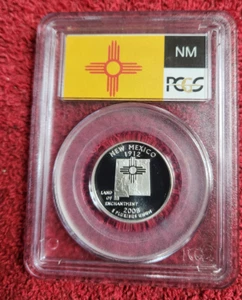 NM
PCGS
NEW MEXICO
1912
LAND
OF
ENCHANTMENT
2008
E PLURIBUS UNUM